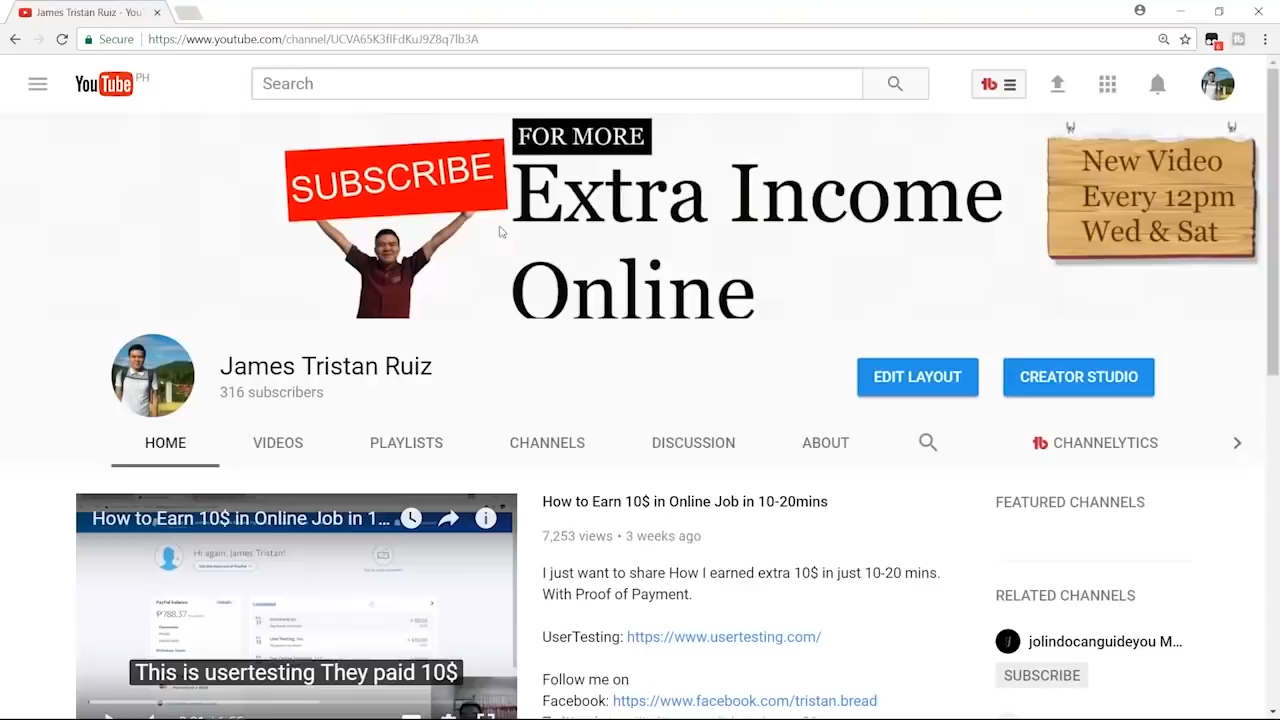 James Tristan Ruiz - You
Secure
https://www.youtube.com/channel/UCVA65K3fIFdKuJ9Z8q7lb3A
YouTube PH
Search
SUBSCRIBE
FOR MORE
Extra Income
Online
New Video
Every 12pm
Wed & Sat
James Tristan Ruiz
316 subscribers
EDIT LAYOUT
CREATOR STUDIO
HOME
VIDEOS
PLAYLISTS
CHANNELS
DISCUSSION
ABOUT
CHANNELYTICS
How to Earn 10$ in Online Job in 1...
Hi again, James Tristan!
PayPal balance
₱788.37
This is usertesting They paid 10$
How to Earn 10$ in Online Job in 10-20mins
7,253 views • 3 weeks ago
I just want to share How I earned extra 10$ in just 10-20 mins.
With Proof of Payment.
UserTesting: https://www.usertesting.com/
Follow me on
Facebook: https://www.facebook.com/tristan.bread
FEATURED CHANNELS
RELATED CHANNELS
SUBSCRIBE